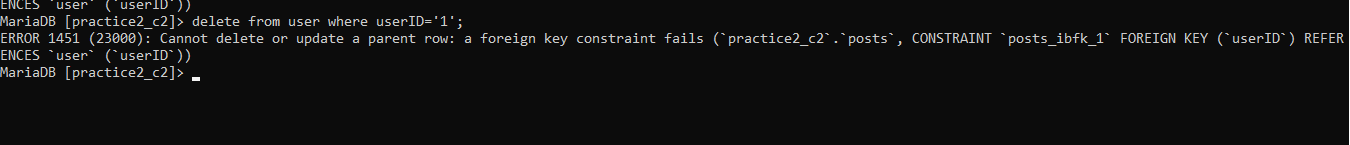 ENCES `user` (`userID`))
MariaDB [practice2_c2]> delete from user where userID='1';
ERROR 1451 (23000): Cannot delete or update a parent row: a foreign key constraint fails (`practice2_c2`.`posts`, CONSTRAINT `posts_ibfk_1` FOREIGN KEY (`userID`) REFER
ENCES `user` (`userID`))
MariaDB [practice2_c2]>